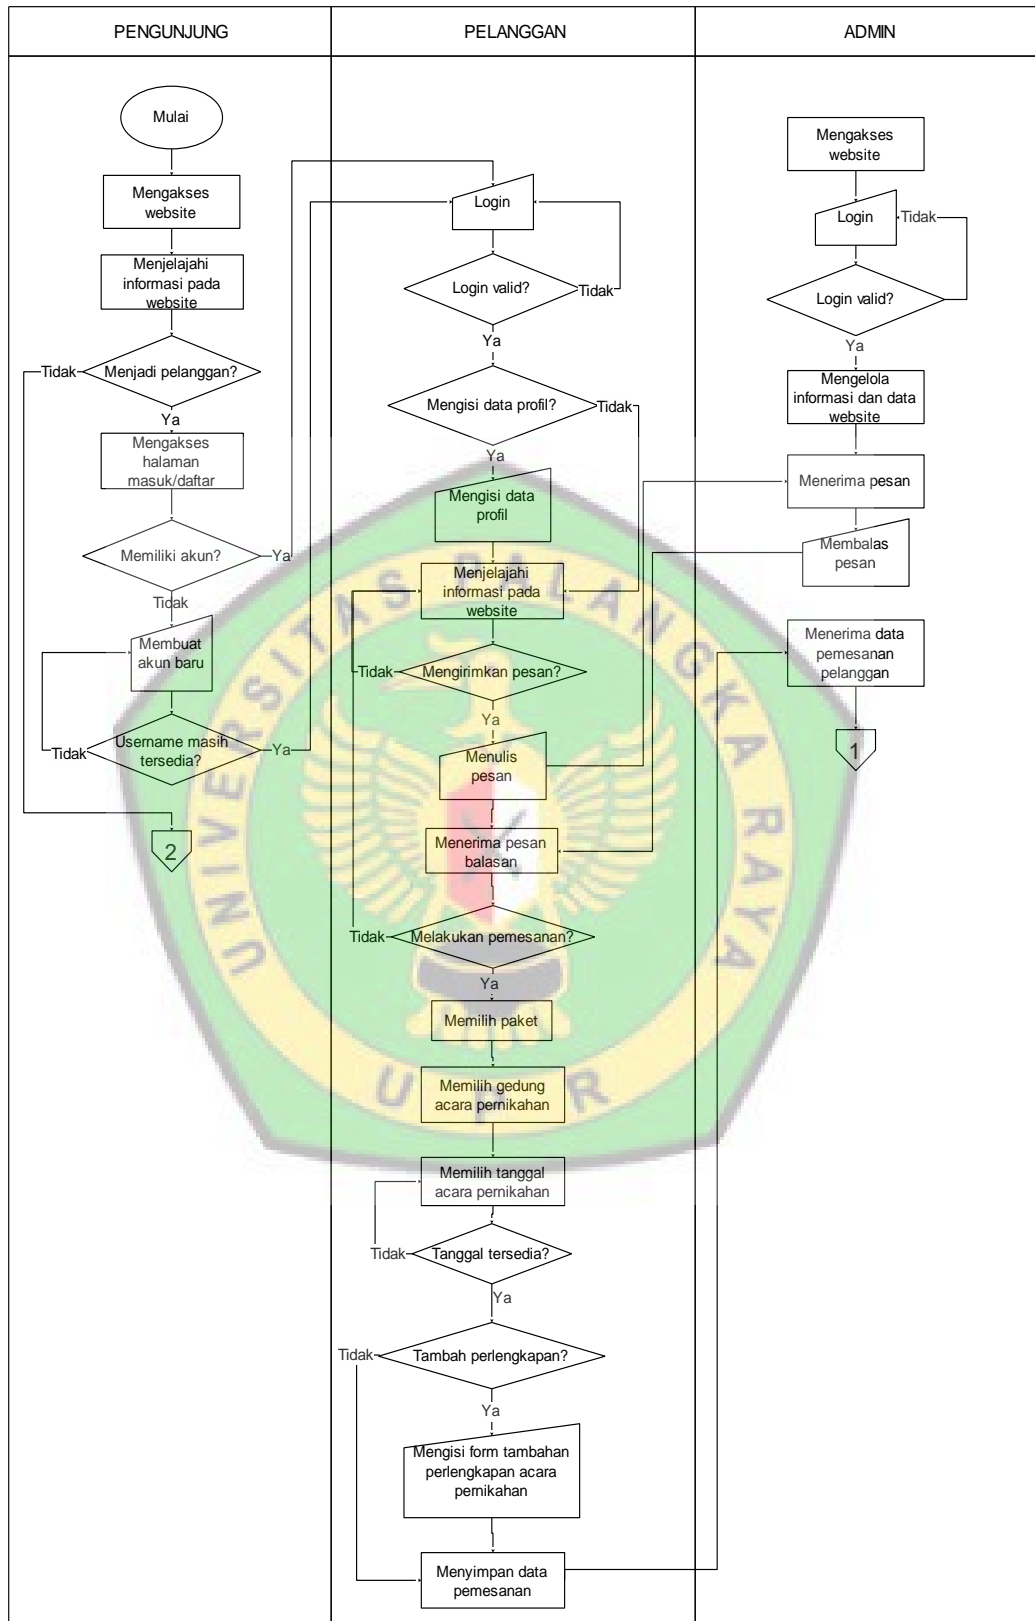 PENGUNJUNG
PELANGGAN
ADMIN
Mulai
Mengakses
website
Menjelajahi
informasi pada
website
Menjadi pelanggan?
Tidak
Ya
Mengakses
halaman
masuk/daftar
Memiliki akun?
Ya
Tidak
Membuat
akun baru
Username masih
tersedia?
Tidak
Ya
2
Login
Login valid?
Tidak
Ya
Mengisi data profil?
Tidak
Ya
Mengisi data
profil
Menjelajahi
informasi pada
website
Mengirimkan pesan?
Tidak
Ya
Menulis
pesan
Menerima pesan
balasan
Melakukan pemesanan?
Tidak
Ya
Memilih paket
Memilih gedung
acara pernikahan
Memilih tanggal
acara pernikahan
Tanggal tersedia?
Tidak
Ya
Tambah perlengkapan?
Tidak
Ya
Mengisi form tambahan
perlengkapan acara
pernikahan
Menyimpan data
pemesanan
Mengakses
website
Login
Tidak
Login valid?
Ya
Mengelola
informasi dan data
website
Menerima pesan
Membalas
pesan
Menerima data
pemesanan
pelanggan
1
UNIVERSITAS PALANGKA RAYA
UPR